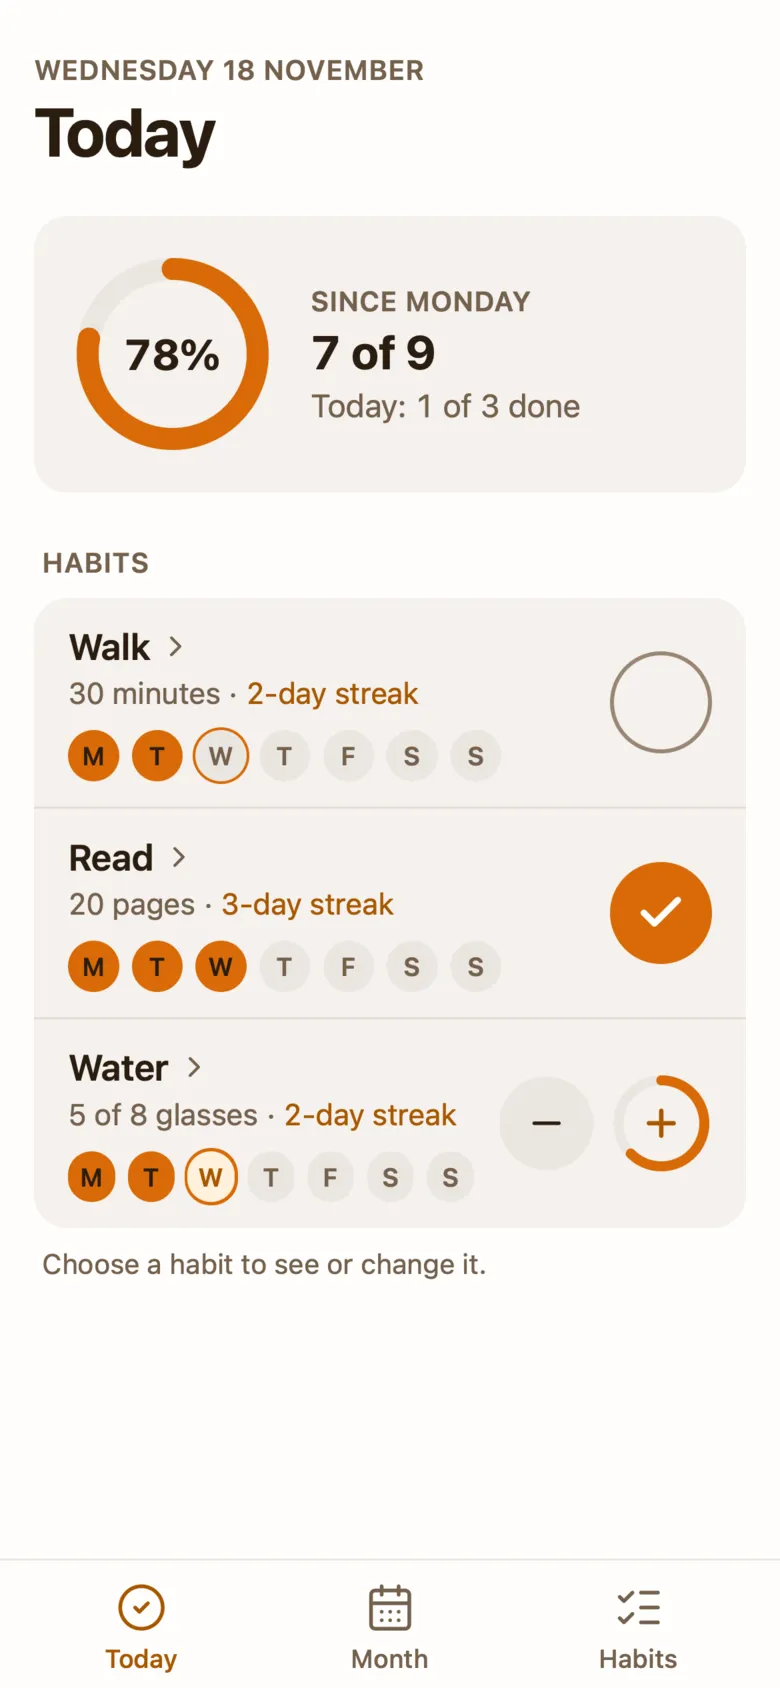 WEDNESDAY 18 NOVEMBER
Today
78%
SINCE MONDAY
7 of 9
Today: 1 of 3 done
HABITS
Walk
30 minutes · 2-day streak
M T W T F S S
Read
20 pages · 3-day streak
M T W T F S S
Water
5 of 8 glasses · 2-day streak
M T W T F S S
Choose a habit to see or change it.
Today Month Habits